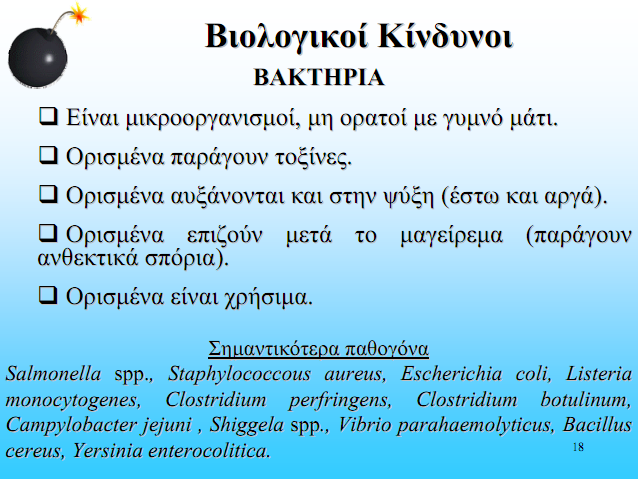 Βιολογικοί Κίνδυνοι
ΒΑΚΤΗΡΙΑ
❑ Είναι μικροοργανισμοί, μη ορατοί με γυμνό μάτι.
❑ Ορισμένα παράγουν τοξίνες.
❑ Ορισμένα αυξάνονται και στην ψύξη (έστω και αργά).
❑ Ορισμένα επιζούν μετά το μαγείρεμα (παράγουν
ανθεκτικά σπόρια).
❑ Ορισμένα είναι χρήσιμα.
Σημαντικότερα παθογόνα
Salmonella spp., Staphylococcous aureus, Escherichia coli, Listeria
monocytogenes, Clostridium perfringens, Clostridium botulinum,
Campylobacter jejuni , Shiggela spp., Vibrio parahaemolyticus, Bacillus
cereus, Yersinia enterocolitica.
18